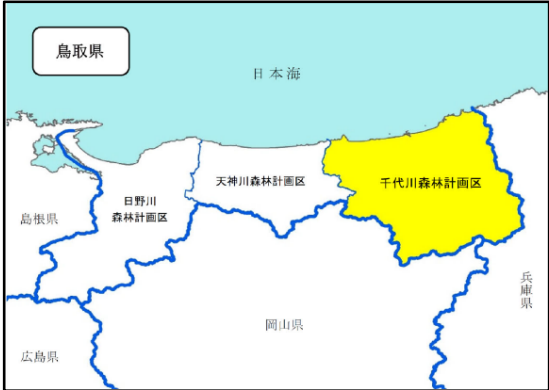 鳥取県
日本海
千代川森林計画区
天神川森林計画区
日野川
森林計画区
島根県
兵庫県
岡山県
広島県